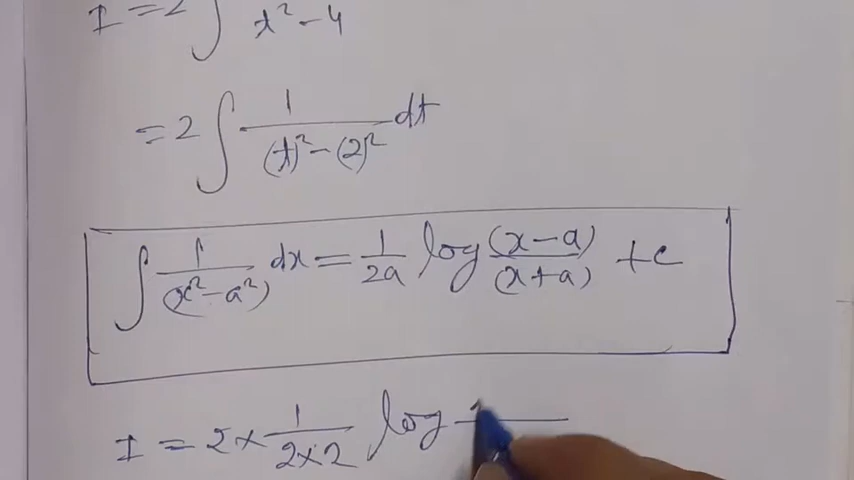 I = 2 ∫ t² - 4
= 2 ∫ 1/((t)² - (2)²) dt
∫ 1/(x² - a²) dx = 1/2a log (x - a)/(x + a) + c
I = 2 × 1/(2×2) log